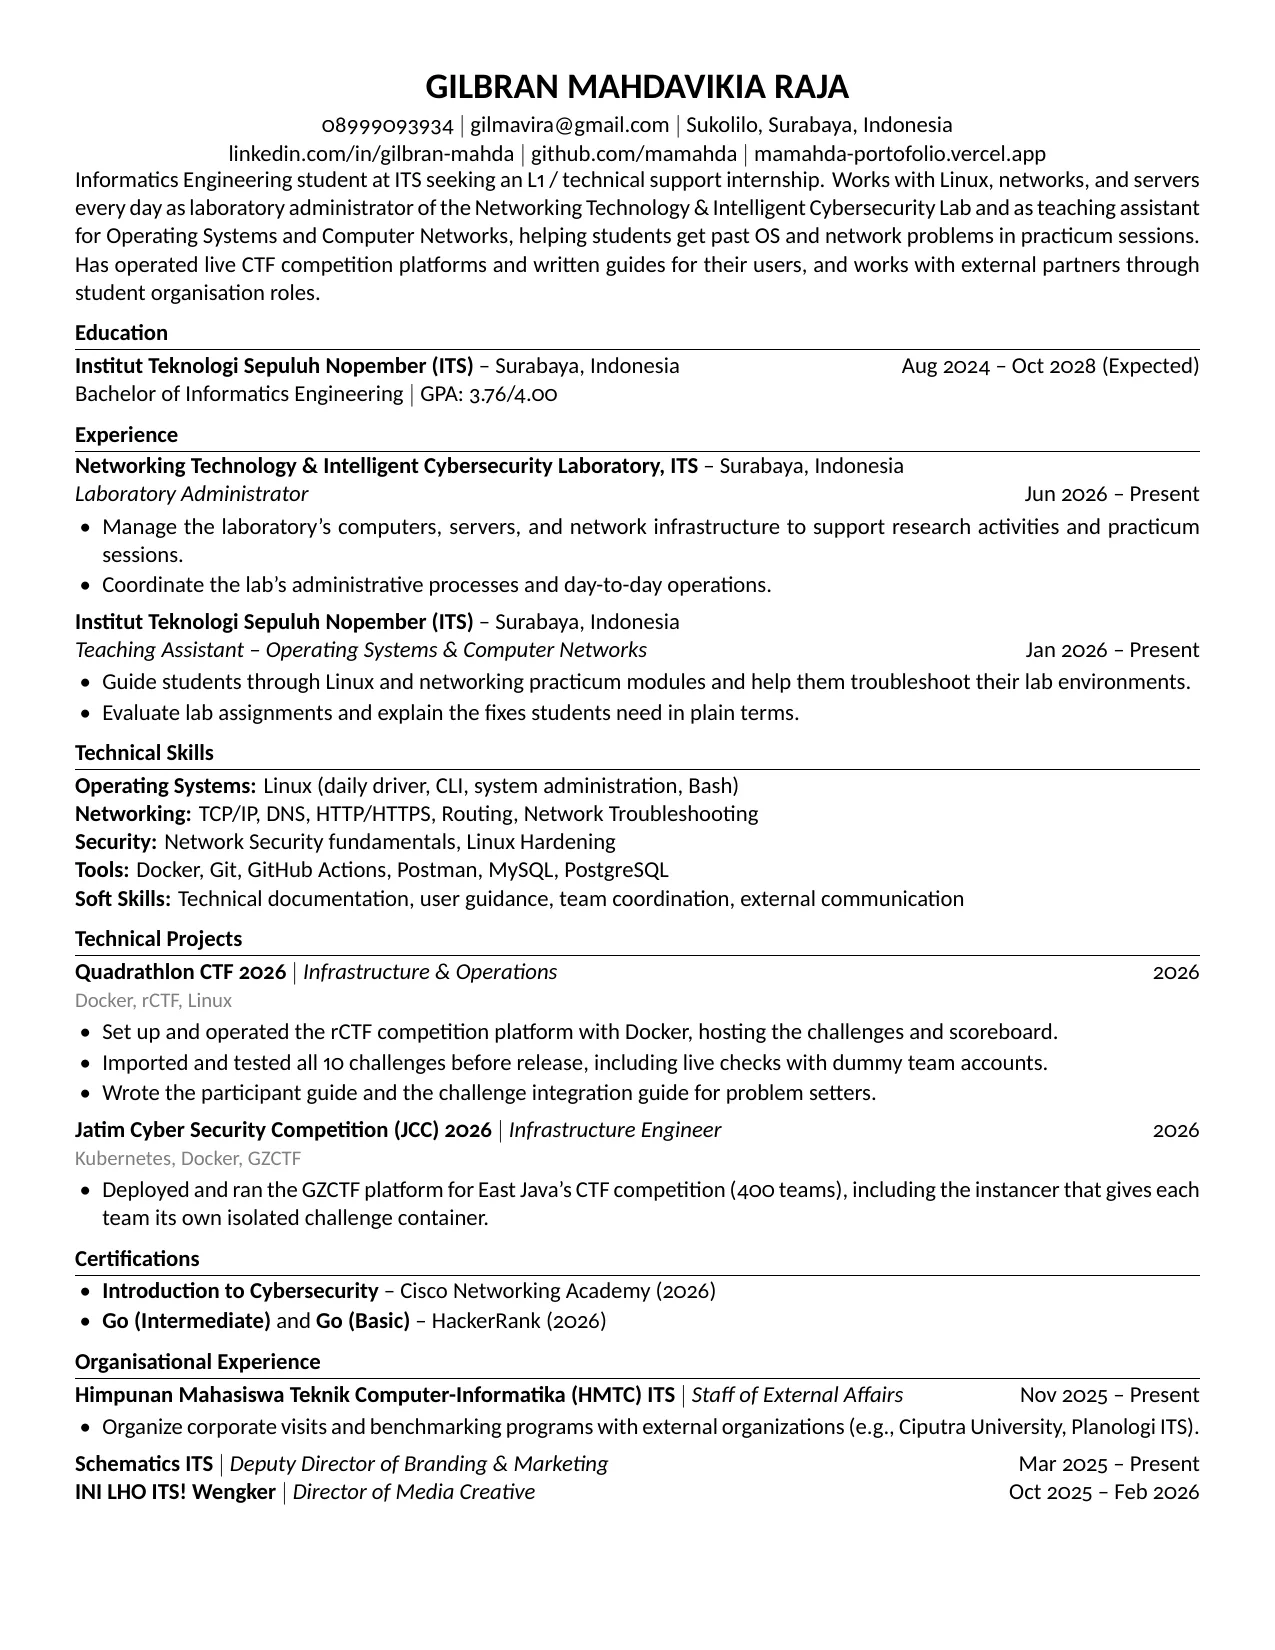 GILBRAN MAHDAVIKIA RAJA
08999093934 | gilmavira@gmail.com | Sukolilo, Surabaya, Indonesia
linkedin.com/in/gilbran-mahda | github.com/mamahda | mamahda-portofolio.vercel.app
Informatics Engineering student at ITS seeking an L1 / technical support internship. Works with Linux, networks, and servers
every day as laboratory administrator of the Networking Technology & Intelligent Cybersecurity Lab and as teaching assistant
for Operating Systems and Computer Networks, helping students get past OS and network problems in practicum sessions.
Has operated live CTF competition platforms and written guides for their users, and works with external partners through
student organisation roles.
Education
Institut Teknologi Sepuluh Nopember (ITS) – Surabaya, Indonesia Aug 2024 – Oct 2028 (Expected)
Bachelor of Informatics Engineering | GPA: 3.76/4.00
Experience
Networking Technology & Intelligent Cybersecurity Laboratory, ITS – Surabaya, Indonesia
Laboratory Administrator Jun 2026 – Present
• Manage the laboratory’s computers, servers, and network infrastructure to support research activities and practicum
sessions.
• Coordinate the lab’s administrative processes and day-to-day operations.
Institut Teknologi Sepuluh Nopember (ITS) – Surabaya, Indonesia
Teaching Assistant – Operating Systems & Computer Networks Jan 2026 – Present
• Guide students through Linux and networking practicum modules and help them troubleshoot their lab environments.
• Evaluate lab assignments and explain the fixes students need in plain terms.
Technical Skills
Operating Systems: Linux (daily driver, CLI, system administration, Bash)
Networking: TCP/IP, DNS, HTTP/HTTPS, Routing, Network Troubleshooting
Security: Network Security fundamentals, Linux Hardening
Tools: Docker, Git, GitHub Actions, Postman, MySQL, PostgreSQL
Soft Skills: Technical documentation, user guidance, team coordination, external communication
Technical Projects
Quadrathlon CTF 2026 | Infrastructure & Operations 2026
Docker, rCTF, Linux
• Set up and operated the rCTF competition platform with Docker, hosting the challenges and scoreboard.
• Imported and tested all 10 challenges before release, including live checks with dummy team accounts.
• Wrote the participant guide and the challenge integration guide for problem setters.
Jatim Cyber Security Competition (JCC) 2026 | Infrastructure Engineer 2026
Kubernetes, Docker, GZCTF
• Deployed and ran the GZCTF platform for East Java’s CTF competition (400 teams), including the instancer that gives each
team its own isolated challenge container.
Certifications
• Introduction to Cybersecurity – Cisco Networking Academy (2026)
• Go (Intermediate) and Go (Basic) – HackerRank (2026)
Organisational Experience
Himpunan Mahasiswa Teknik Computer-Informatika (HMTC) ITS | Staff of External Affairs Nov 2025 – Present
• Organize corporate visits and benchmarking programs with external organizations (e.g., Ciputra University, Planologi ITS).
Schematics ITS | Deputy Director of Branding & Marketing Mar 2025 – Present
INI LHO ITS! Wengker | Director of Media Creative Oct 2025 – Feb 2026